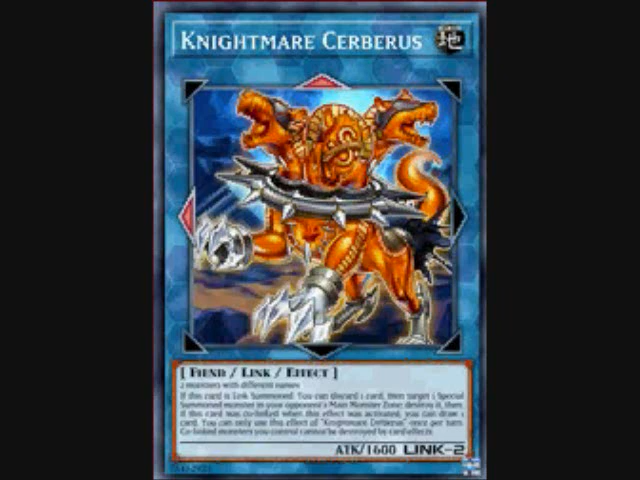 KNIGHTMARE CERBERUS
地
[ FIEND / LINK / EFFECT ]
2 monsters with different names
If this card is Link Summoned: You can discard 1 card, then target 1 Special
Summoned monster in your opponent's Main Monster Zone; destroy it, then,
if this card was co-linked when this effect was activated, you can draw 1
card. You can only use this effect of "Knightmare Cerberus" once per turn.
Co-linked monsters you control cannot be destroyed by card effects.
ATK/1600 LINK-2